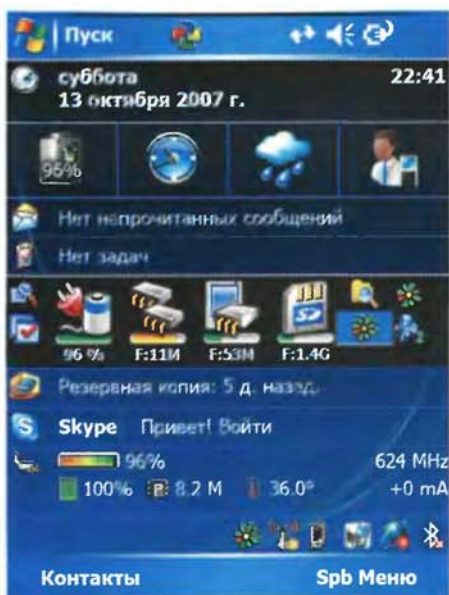 Пуск
суббота 22:41
13 октября 2007 г.
96%
Нет непрочитанных сообщений
Нет задач
SD
96 % F:11M F:53M F:1.4G
Резервная копия: 5 д. назад.
S Skype Привет! Войти
96% 624 MHz
100% P 8.2 M 36.0° +0 mA
Контакты Spb Меню